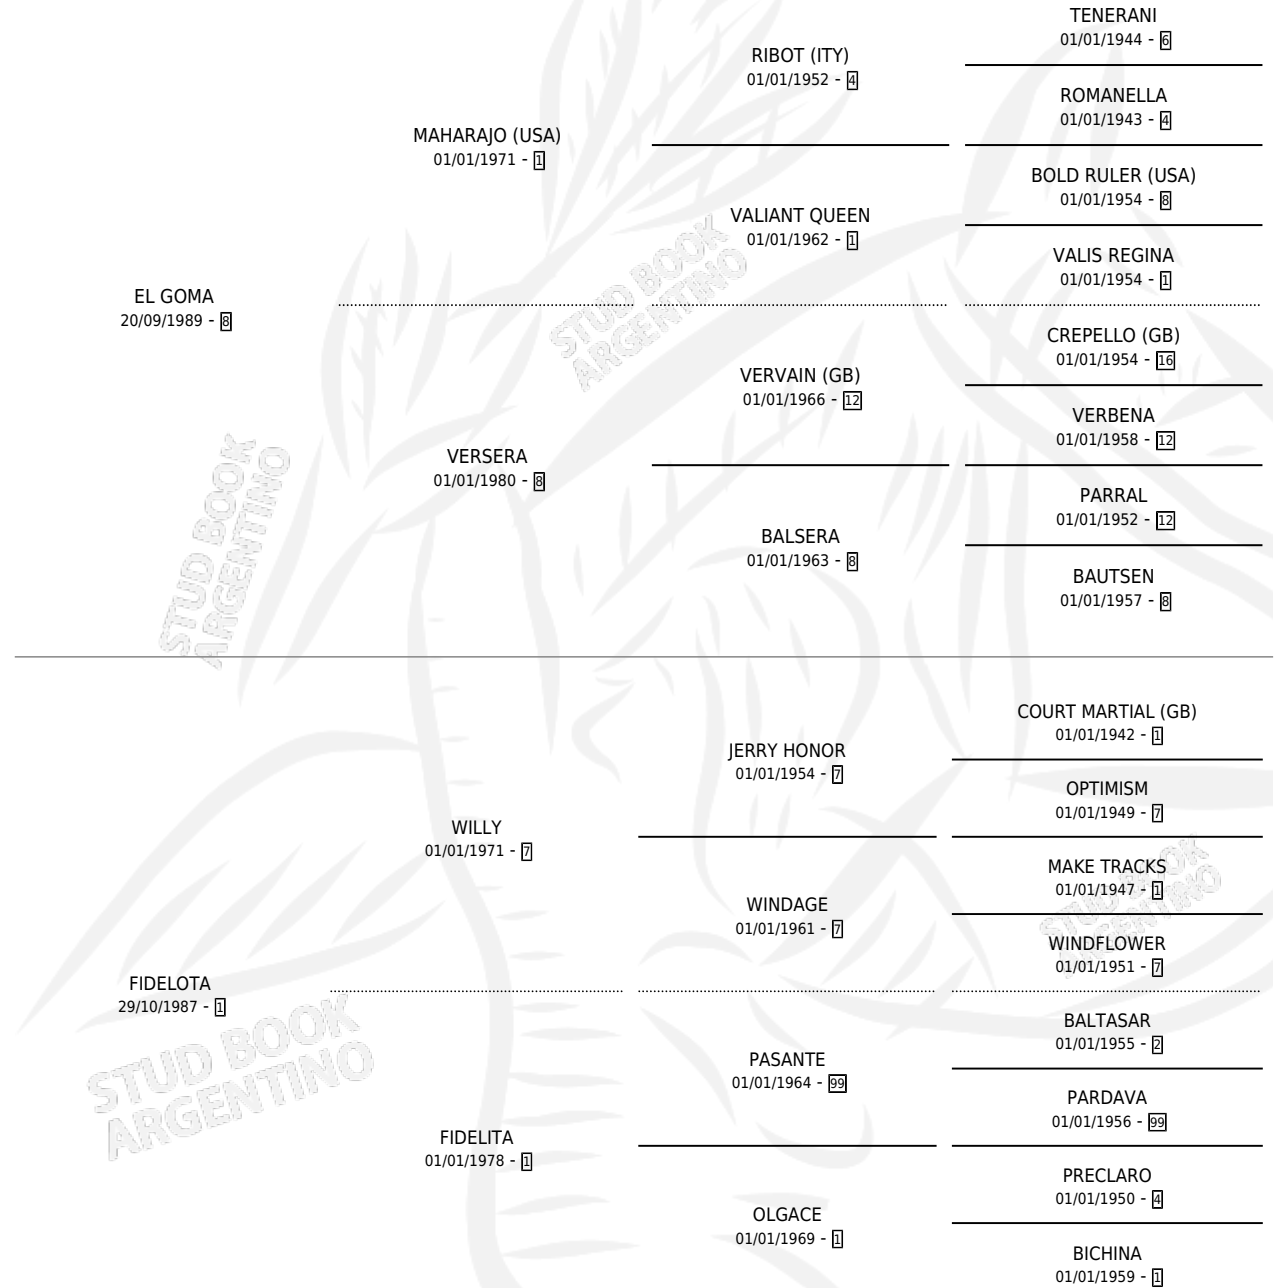 TENERANI
01/01/1944 - 6
RIBOT (ITY)
01/01/1952 - 4
ROMANELLA
01/01/1943 - 4
MAHARAJO (USA)
01/01/1971 - 1
BOLD RULER (USA)
01/01/1954 - 8
VALIANT QUEEN
01/01/1962 - 1
VALIS REGINA
01/01/1954 - 1
EL GOMA
20/09/1989 - 8
STUD BOOK
ARGENTINO
CREPELLO (GB)
01/01/1954 - 16
VERVAIN (GB)
01/01/1966 - 12
VERBENA
01/01/1958 - 12
VERSERA
01/01/1980 - 8
PARRAL
01/01/1952 - 12
BALSERA
01/01/1963 - 8
BAUTSEN
01/01/1957 - 8
STUD BOOK
ARGENTINO
COURT MARTIAL (GB)
01/01/1942 - 1
JERRY HONOR
01/01/1954 - 7
OPTIMISM
01/01/1949 - 7
WILLY
01/01/1971 - 7
MAKE TRACKS
01/01/1947 - 1
WINDAGE
01/01/1961 - 7
WINDFLOWER
01/01/1951 - 7
STUD BOOK
ARGENTINO
FIDELOTA
29/10/1987 - 1
BALTASAR
01/01/1955 - 2
PASANTE
01/01/1964 - 99
PARDAVA
01/01/1956 - 99
STUD BOOK
ARGENTINO
FIDELITA
01/01/1978 - 1
PRECLARO
01/01/1950 - 4
OLGACE
01/01/1969 - 1
BICHINA
01/01/1959 - 1